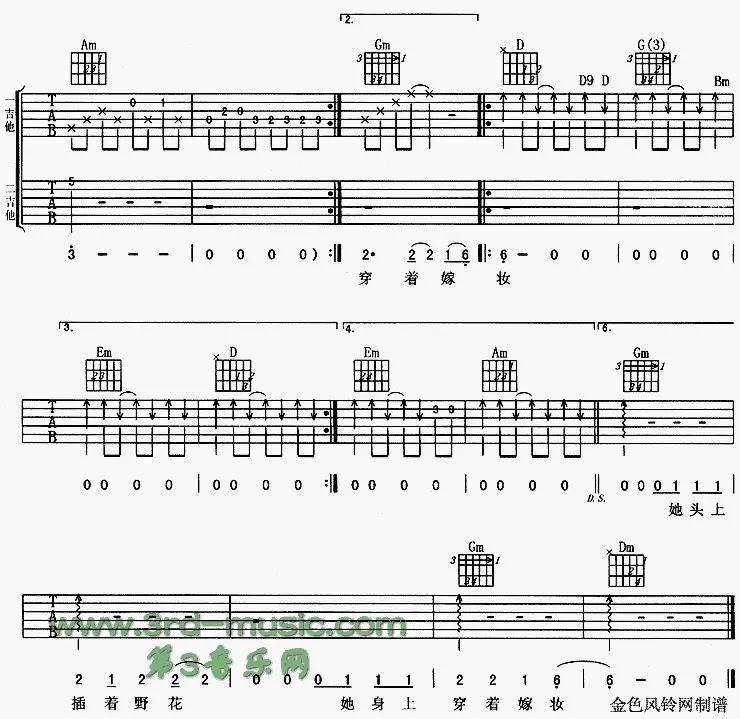 2.
Am Gm D G(3)
D9 D Bm
一吉他 T A B 0 1 0 2 0 3 2 3 2 3
二吉他 T A B 5
3 - - - | 0 0 0 0) :| 2· 2 2 1 6 |: 6 - 0 0 | 0 0 0 0
穿 着 嫁 妆
3. 4. 6.
Em D Em Am Gm
T A B 3 0
0 0 0 0 | 0 0 0 0 :| 0 0 0 0 | 0 0 0 0 || 0 0 0 1 1 1
D.S.
她 头 上
Gm Dm
T A B
www.3rd-music.com
第3音乐网
2 1 2 2 2 | 0 0 0 1 1 1 | 2 2 1 6 | 6 - 0 0
插 着 野 花 她 身 上 穿 着 嫁 妆
金色风铃网制谱